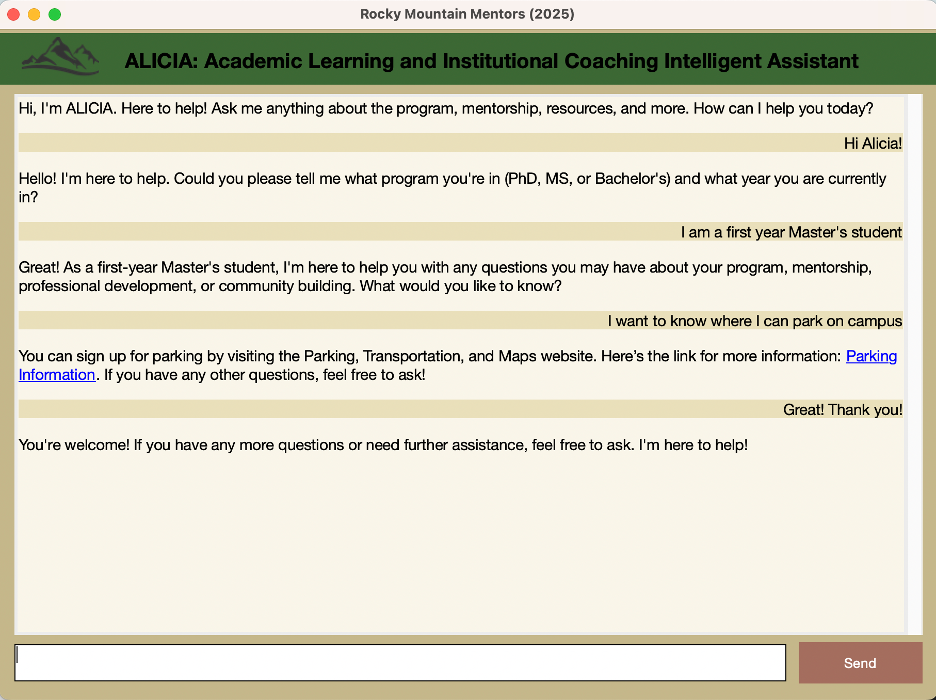 Rocky Mountain Mentors (2025)
ALICIA: Academic Learning and Institutional Coaching Intelligent Assistant
Hi, I'm ALICIA. Here to help! Ask me anything about the program, mentorship, resources, and more. How can I help you today?
Hi Alicia!
Hello! I'm here to help. Could you please tell me what program you're in (PhD, MS, or Bachelor's) and what year you are currently
in?
I am a first year Master's student
Great! As a first-year Master's student, I'm here to help you with any questions you may have about your program, mentorship,
professional development, or community building. What would you like to know?
I want to know where I can park on campus
You can sign up for parking by visiting the Parking, Transportation, and Maps website. Here’s the link for more information: Parking
Information. If you have any other questions, feel free to ask!
Great! Thank you!
You're welcome! If you have any more questions or need further assistance, feel free to ask. I'm here to help!
Send